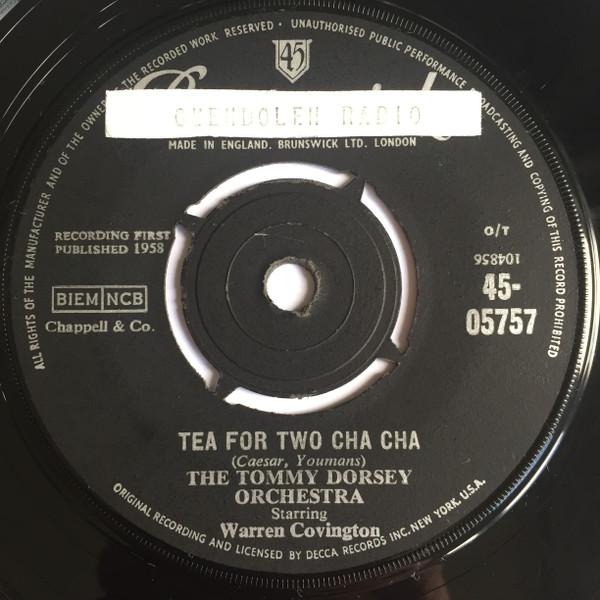 ALL RIGHTS OF THE MANUFACTURER AND OF THE OWNER OF THE RECORDED WORK RESERVED · UNAUTHORISED PUBLIC PERFORMANCE BROADCASTING AND COPYING OF THIS RECORD PROHIBITED
45
GWENDOLEN RADIO
MADE IN ENGLAND. BRUNSWICK LTD. LONDON
RECORDING FIRST
PUBLISHED 1958
O/T
104856
BIEM NCB
Chappell & Co.
45-
05757
TEA FOR TWO CHA CHA
(Caesar, Youmans)
THE TOMMY DORSEY
ORCHESTRA
Starring
Warren Covington
ORIGINAL RECORDING AND LICENSED BY DECCA RECORDS INC. NEW YORK. U.S.A.